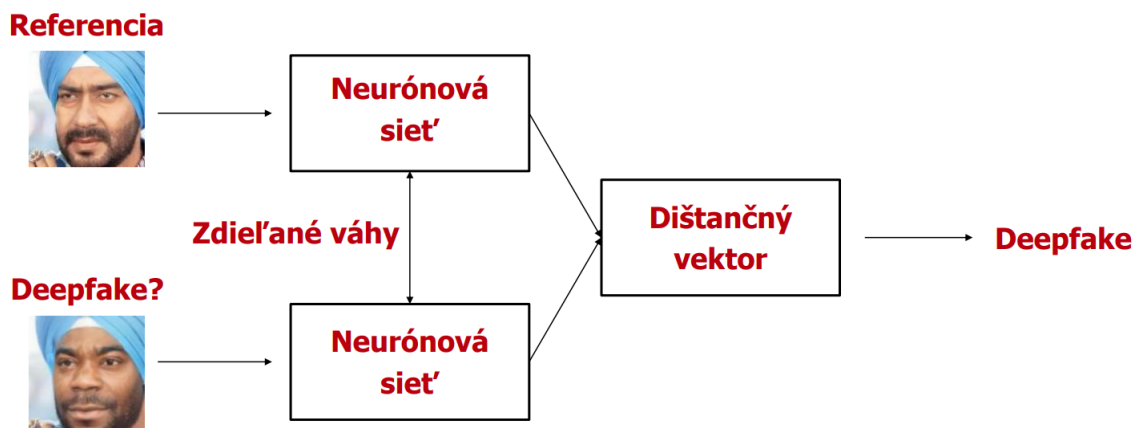 Referencia
Neurónová
sieť
Zdieľané váhy
Dištančný
vektor
Deepfake
Deepfake?
Neurónová
sieť